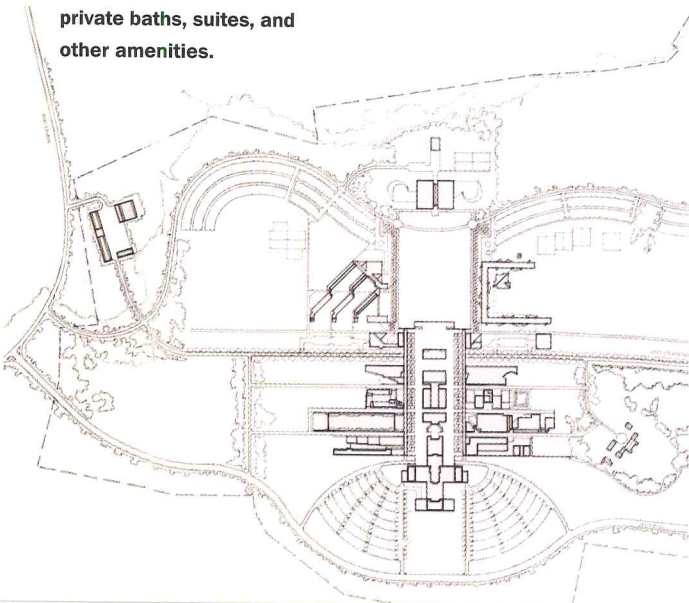 private baths, suites, and
other amenities.